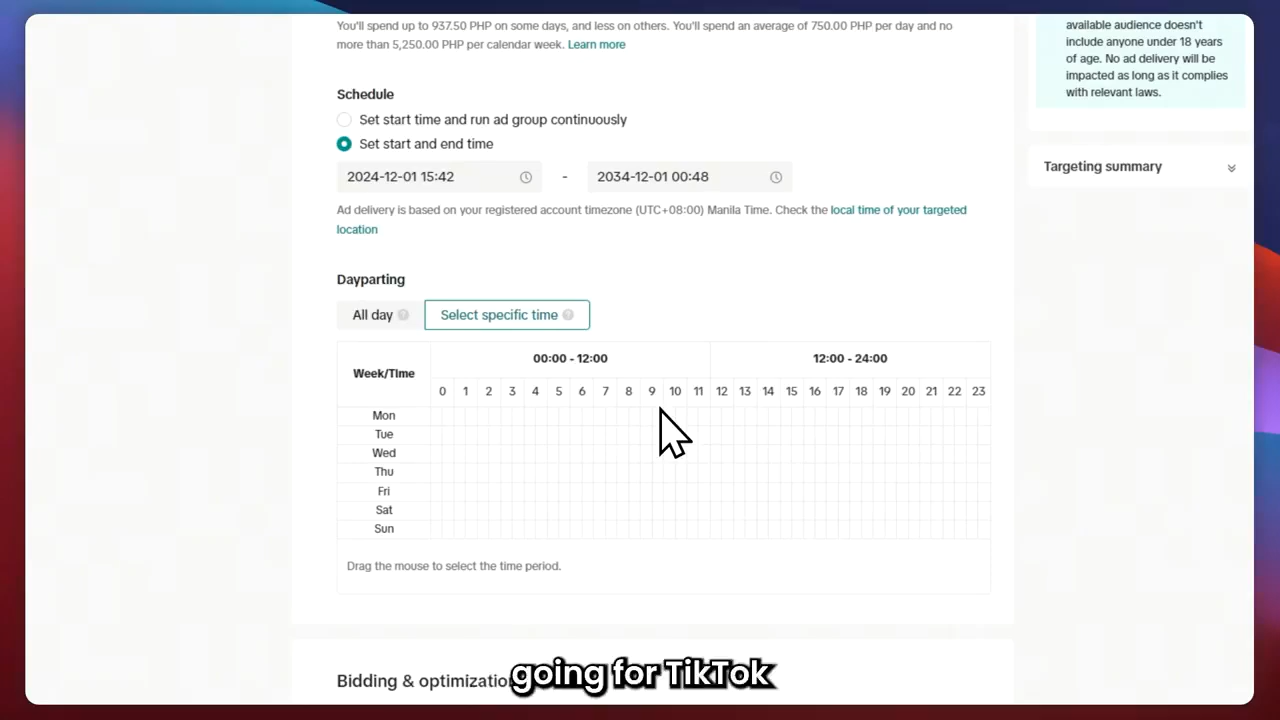 You'll spend up to 937.50 PHP on some days, and less on others. You'll spend an average of 750.00 PHP per day and no
more than 5,250.00 PHP per calendar week. Learn more
available audience doesn't
include anyone under 18 years
of age. No ad delivery will be
impacted as long as it complies
with relevant laws.
Targeting summary
Schedule
Set start time and run ad group continuously
Set start and end time
2024-12-01 15:42 - 2034-12-01 00:48
Ad delivery is based on your registered account timezone (UTC+08:00) Manila Time. Check the local time of your targeted
location
Dayparting
All day Select specific time
Week/Time 00:00 - 12:00 12:00 - 24:00
0 1 2 3 4 5 6 7 8 9 10 11 12 13 14 15 16 17 18 19 20 21 22 23
Mon
Tue
Wed
Thu
Fri
Sat
Sun
Drag the mouse to select the time period.
Bidding & optimization
going for TikTok